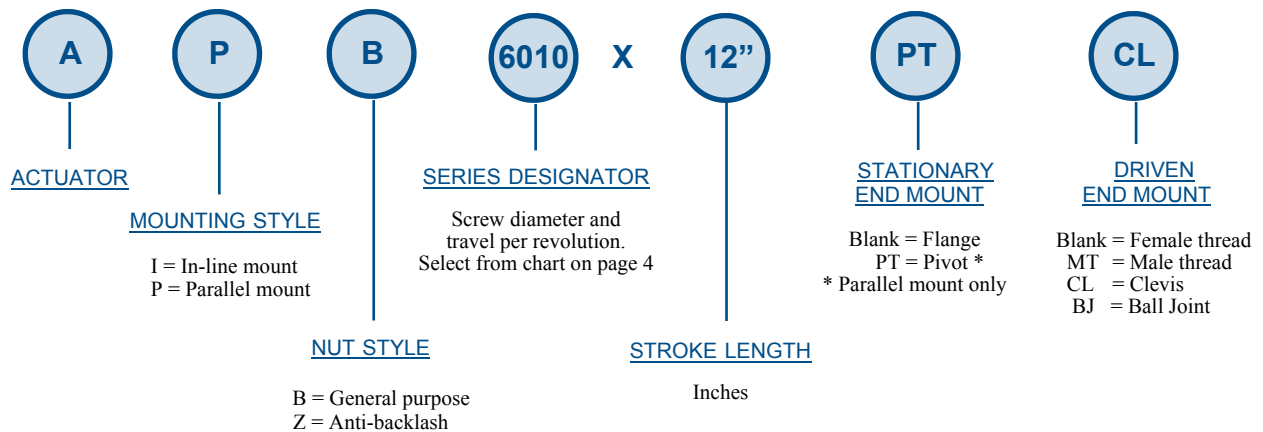 A P B 6010 X 12” PT CL
ACTUATOR
MOUNTING STYLE
I = In-line mount
P = Parallel mount
NUT STYLE
B = General purpose
Z = Anti-backlash
SERIES DESIGNATOR
Screw diameter and
travel per revolution.
Select from chart on page 4
STROKE LENGTH
Inches
STATIONARY
END MOUNT
Blank = Flange
PT = Pivot *
* Parallel mount only
DRIVEN
END MOUNT
Blank = Female thread
MT = Male thread
CL = Clevis
BJ = Ball Joint